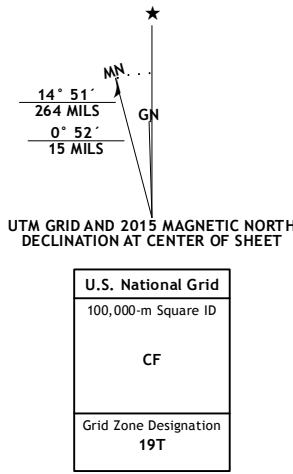 ★
MN
14° 51´
264 MILS
GN
0° 52´
15 MILS
UTM GRID AND 2015 MAGNETIC NORTH
DECLINATION AT CENTER OF SHEET
U.S. National Grid
100,000-m Square ID
CF
Grid Zone Designation
19T